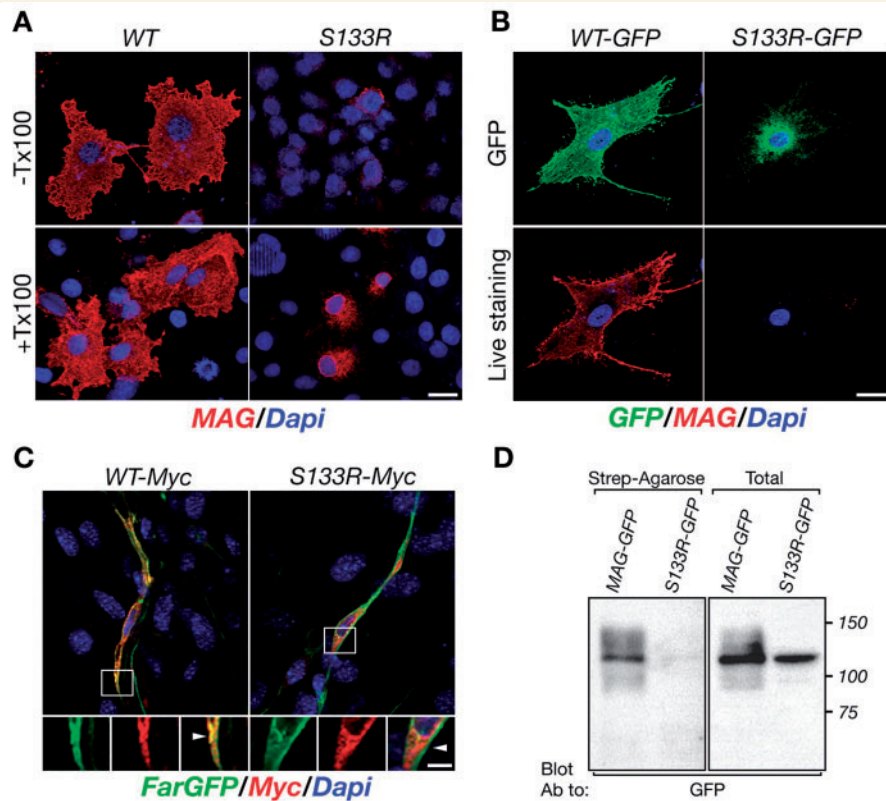 A
WT
S133R
-Tx100
+Tx100
MAG/Dapi
B
WT-GFP
S133R-GFP
GFP
Live staining
GFP/MAG/Dapi
C
WT-Myc
S133R-Myc
FarGFP/Myc/Dapi
D
Strep-Agarose
Total
MAG-GFP
S133R-GFP
MAG-GFP
S133R-GFP
150
100
75
Blot
Ab to:
GFP